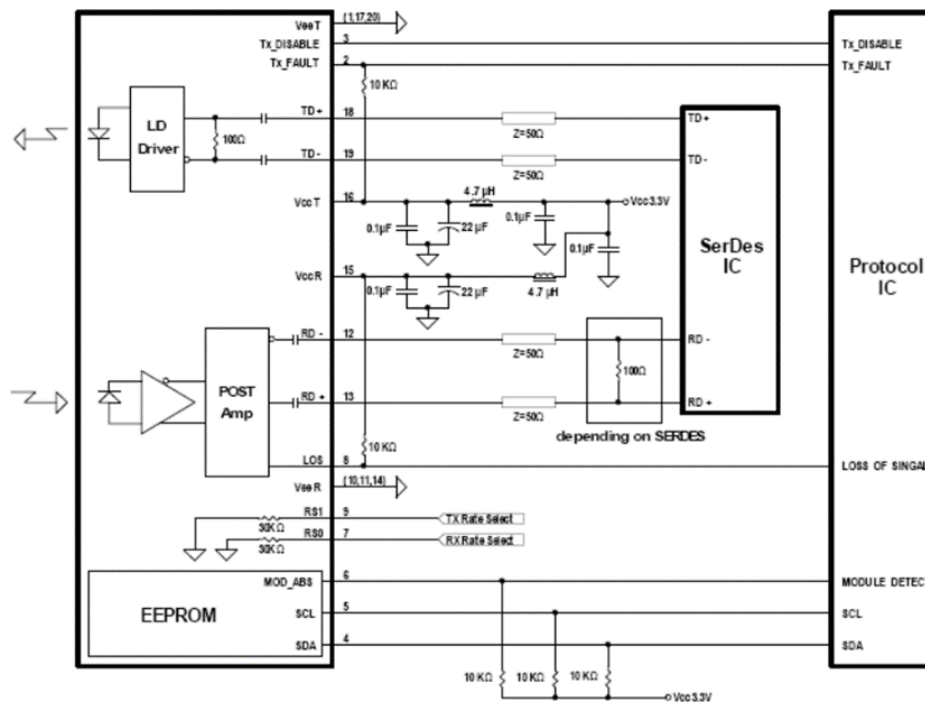 VeeT (1,17,20)
Tx_DISABLE 3 Tx_DISABLE
Tx_FAULT 2 Tx_FAULT
10 KΩ
LD
Driver
100Ω
TD+ 18 Z=50Ω TD+
TD- 19 Z=50Ω TD-
VccT 16 4.7 µH Vcc3.3V
0.1µF 22 µF 0.1µF
0.1µF
SerDes
IC
Protocol
IC
VccR 15
0.1µF 22 µF 4.7 µH
RD - 12 Z=50Ω RD -
100Ω
POST
Amp
RD + 13 Z=50Ω RD +
depending on SERDES
10 KΩ
LOS 8 LOSS OF SINGAL
VeeR (10,11,14)
RS1 9 TX Rate Select
30KΩ
RS0 7 RX Rate Select
30KΩ
MOD_ABS 6 MODULE DETECT
EEPROM
SCL 5 SCL
SDA 4 SDA
10 KΩ 10 KΩ 10 KΩ
Vcc3.3V